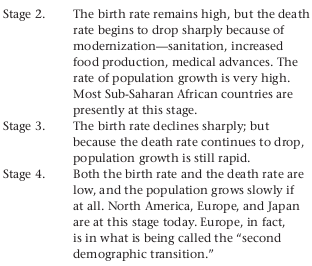 Stage 2. The birth rate remains high, but the death
rate begins to drop sharply because of
modernization—sanitation, increased
food production, medical advances. The
rate of population growth is very high.
Most Sub-Saharan African countries are
presently at this stage.
Stage 3. The birth rate declines sharply; but
because the death rate continues to drop,
population growth is still rapid.
Stage 4. Both the birth rate and the death rate are
low, and the population grows slowly if
at all. North America, Europe, and Japan
are at this stage today. Europe, in fact,
is in what is being called the “second
demographic transition.”